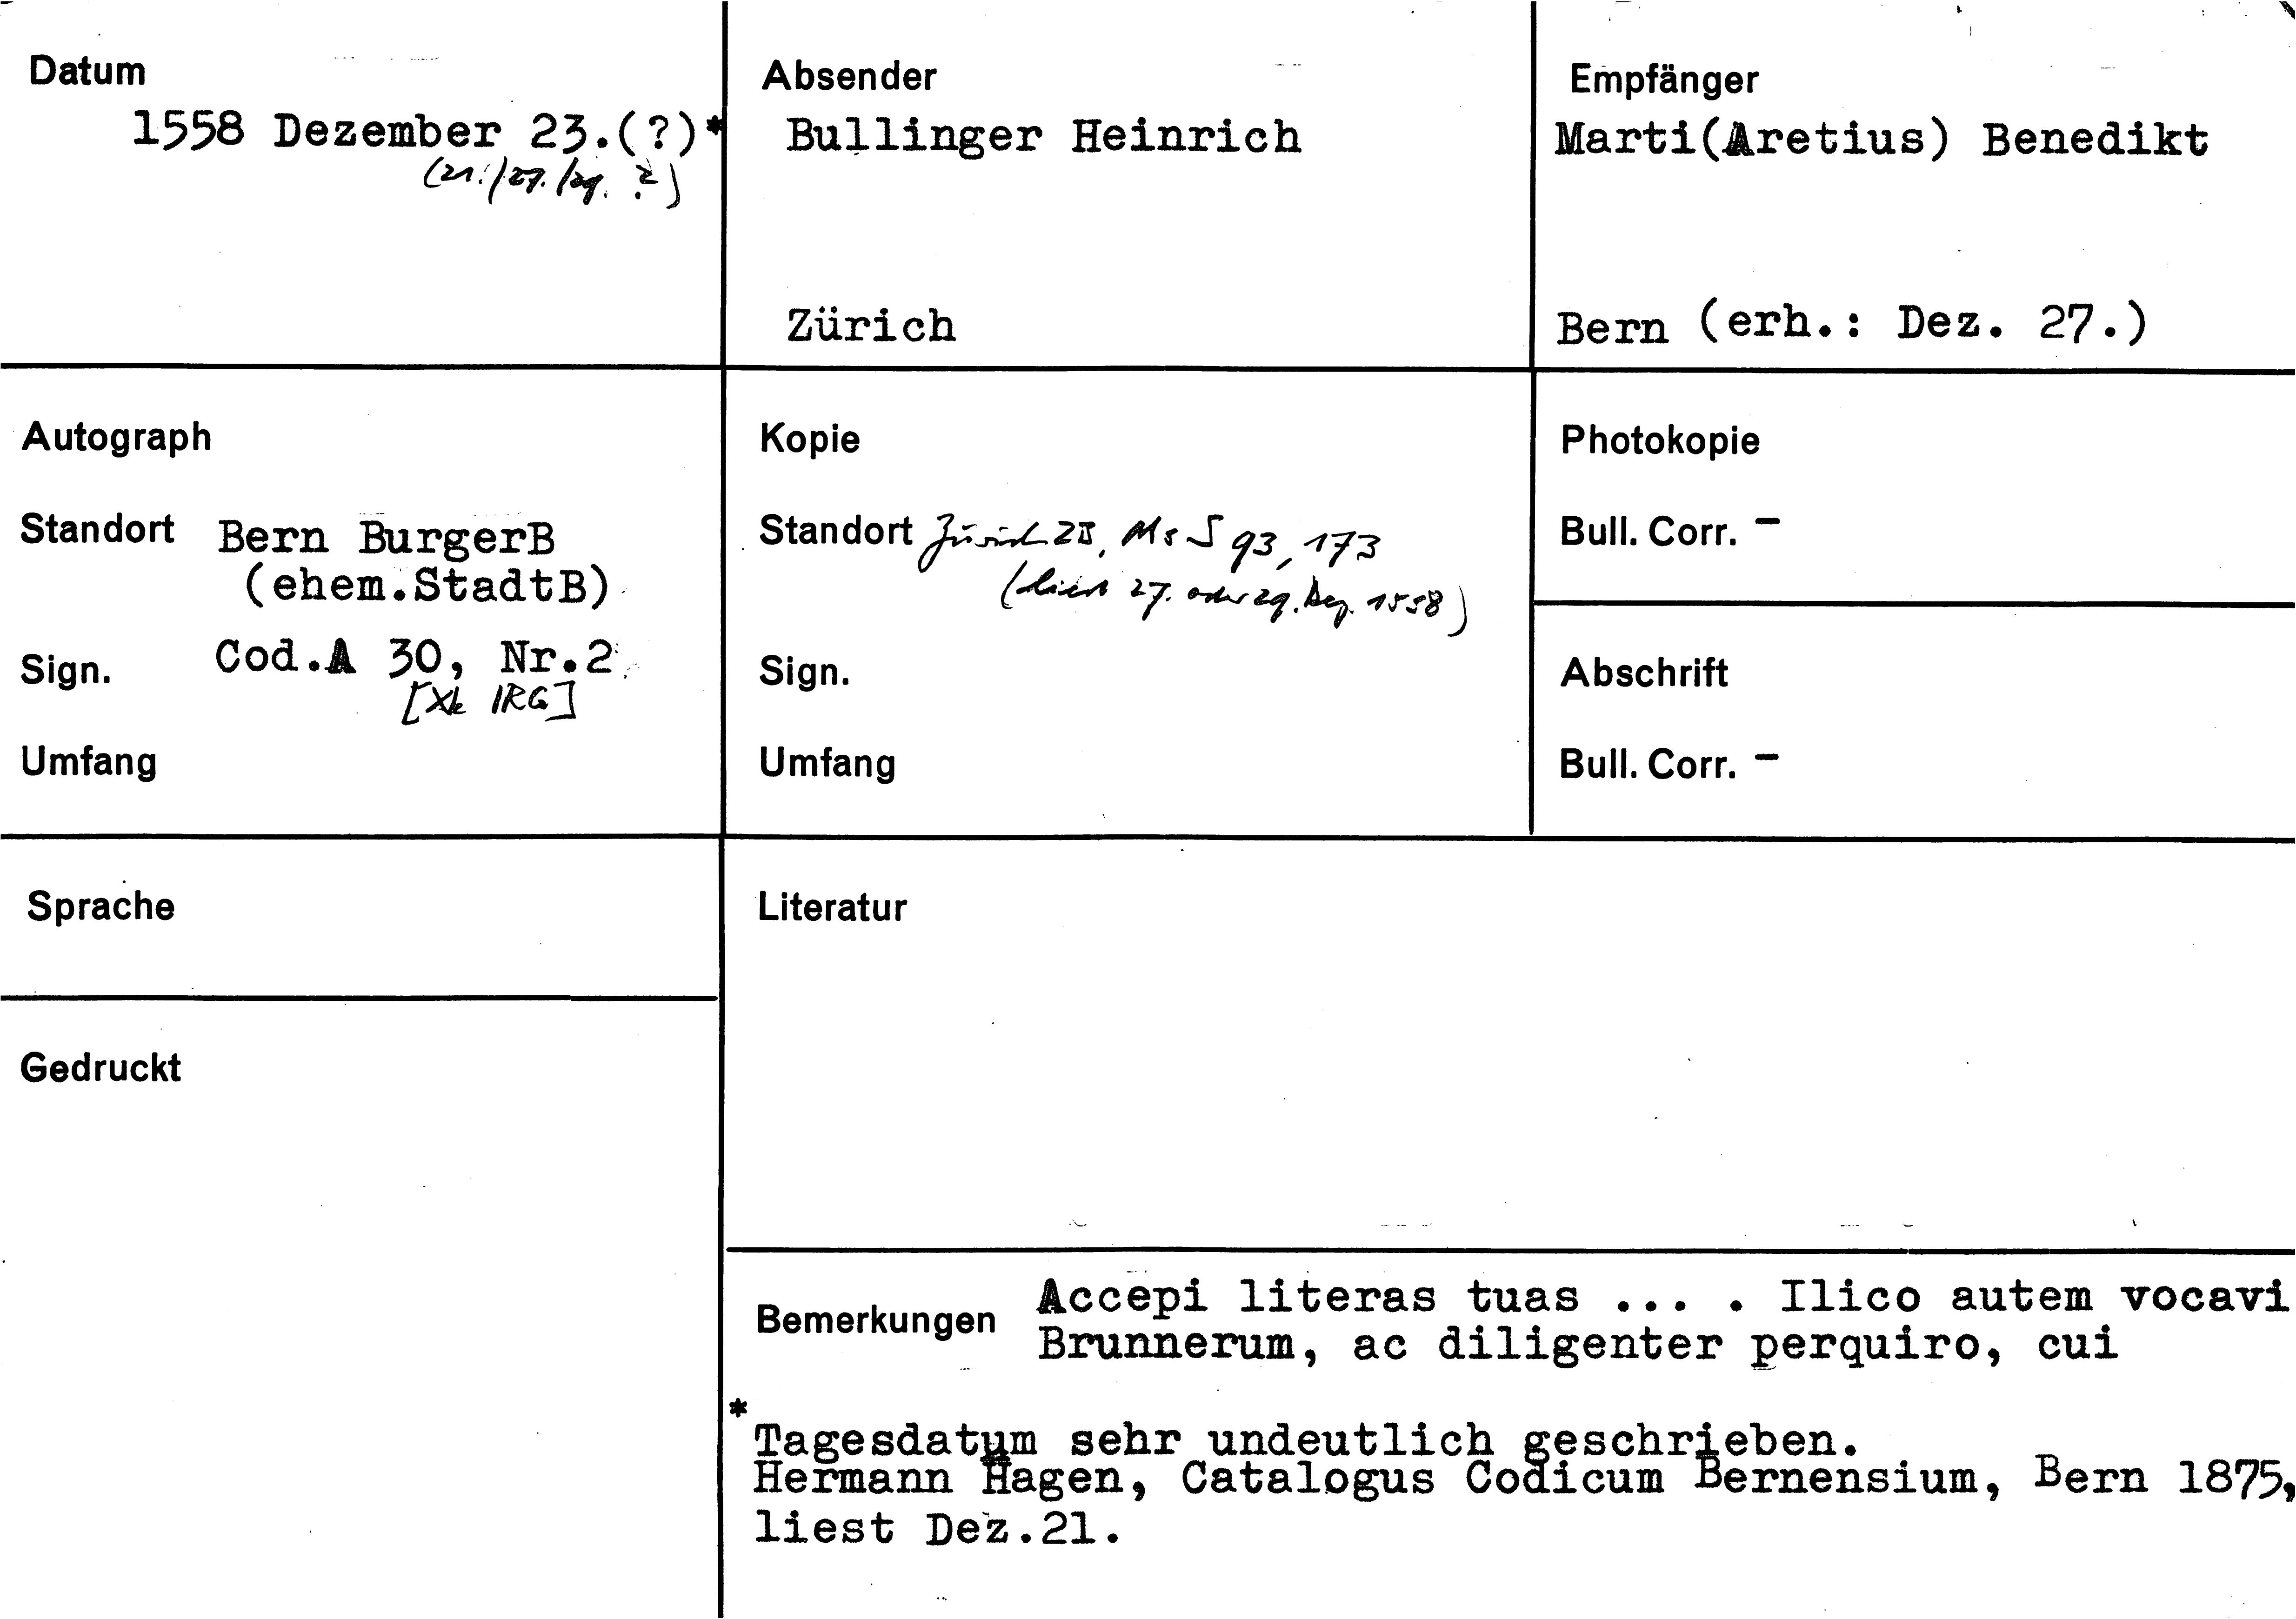 Datum
1558 Dezember 23.(?)*
(21./27./29. ?)
Absender
Bullinger Heinrich
Zürich
Empfänger
Marti(Aretius) Benedikt
Bern (erh.: Dez. 27.)
Autograph
Standort Bern BurgerB
(ehem.StadtB)
Sign. Cod.A 30, Nr.2
[Xk IRG]
Umfang
Kopie
Standort Zürich ZB, Ms S 93, 173
(liest 27. oder 29. Dez. 1558)
Sign.
Umfang
Photokopie
Bull. Corr. –
Abschrift
Bull. Corr. –
Sprache
Gedruckt
Literatur
Bemerkungen Accepi literas tuas ... . Ilico autem vocavi
Brunnerum, ac diligenter perquiro, cui
*
Tagesdatum sehr undeutlich geschrieben.
Hermann Hagen, Catalogus Codicum Bernensium, Bern 1875,
liest Dez.21.